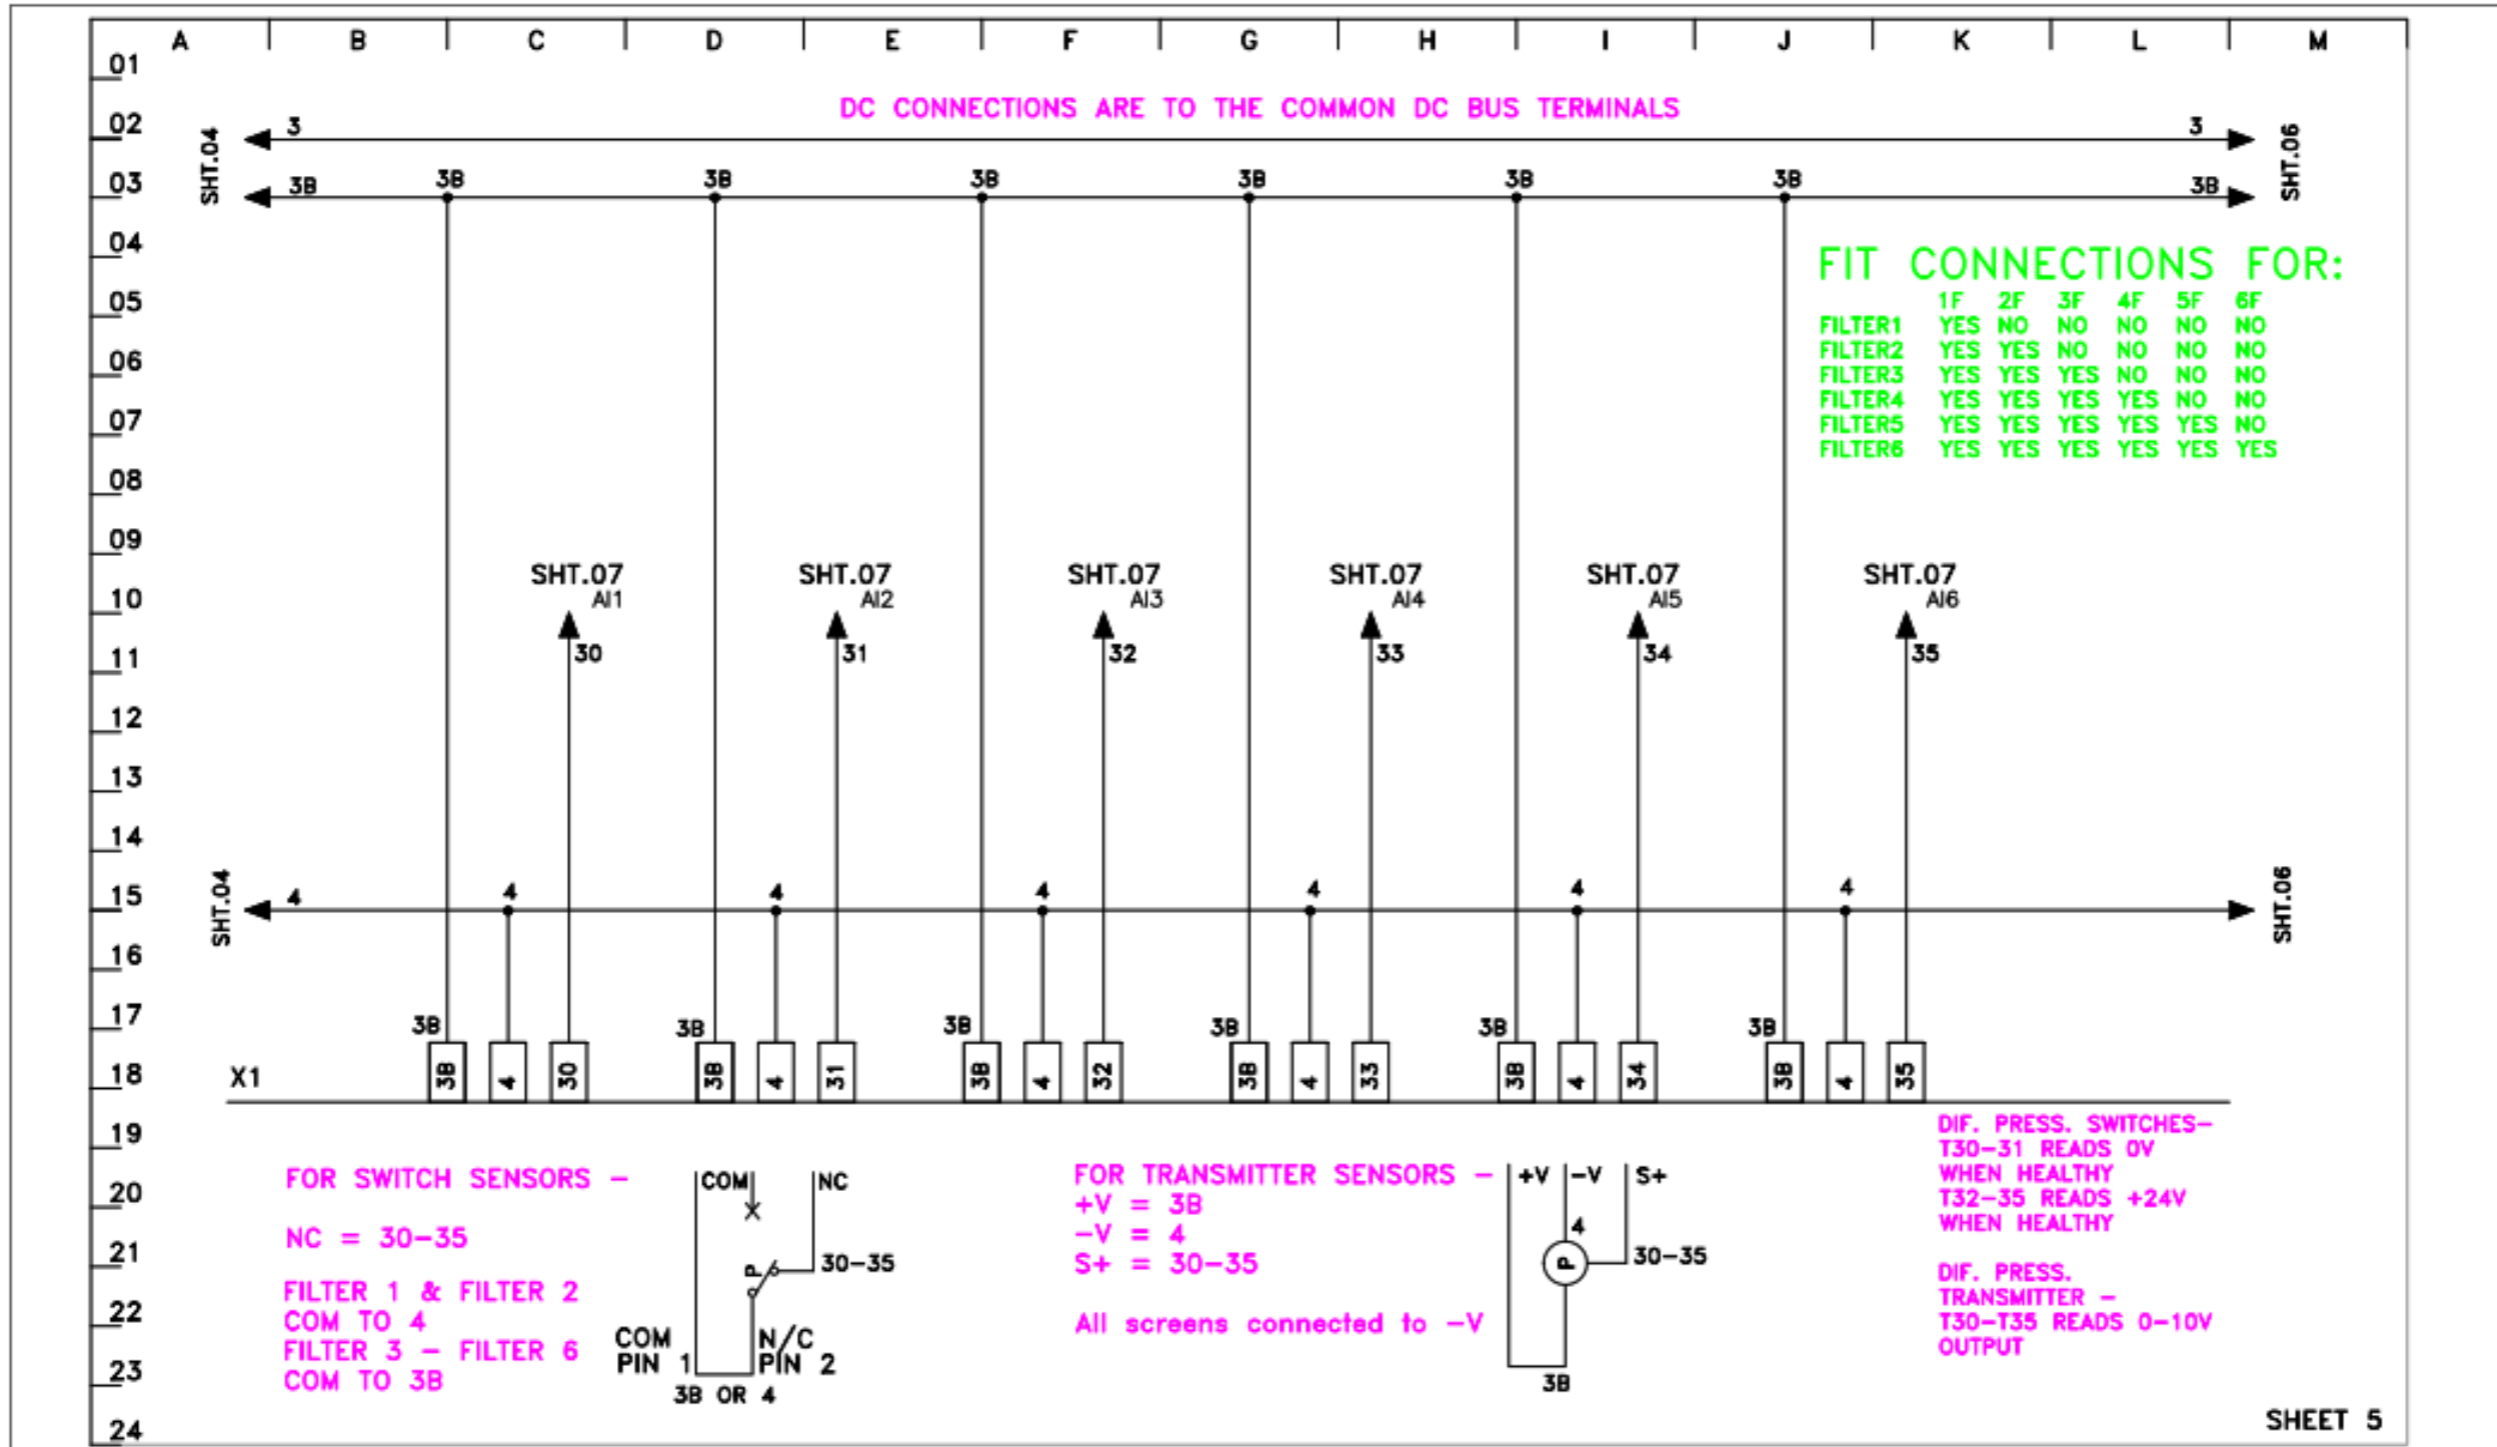 A B C D E F G H I J K L M
01
DC CONNECTIONS ARE TO THE COMMON DC BUS TERMINALS
02
SHT.04 3 3 SHT.06
3B 3B 3B 3B 3B 3B
03 3B 3B
04
FIT CONNECTIONS FOR:
05 1F 2F 3F 4F 5F 6F
FILTER1 YES NO NO NO NO NO
FILTER2 YES YES NO NO NO NO
06
FILTER3 YES YES YES NO NO NO
FILTER4 YES YES YES YES NO NO
07
FILTER5 YES YES YES YES YES NO
FILTER6 YES YES YES YES YES YES
08
09
SHT.07 SHT.07 SHT.07 SHT.07 SHT.07 SHT.07
10 AI1 AI2 AI3 AI4 AI5 AI6
11 30 31 32 33 34 35
12
13
14
15 4 4 4 4 4 4 4
SHT.04 SHT.06
16
17
3B 3B 3B 3B 3B 3B
18 X1 3B 4 30 3B 4 31 3B 4 32 3B 4 33 3B 4 34 3B 4 35
19
20
21
22
23
24
FOR SWITCH SENSORS -
NC = 30-35
FILTER 1 & FILTER 2
COM TO 4
FILTER 3 - FILTER 6
COM TO 3B
COM NC
P 30-35
COM N/C
PIN 1 PIN 2
3B OR 4
FOR TRANSMITTER SENSORS -
+V = 3B
-V = 4
S+ = 30-35
All screens connected to -V
+V -V S+
4
P 30-35
3B
DIF. PRESS. SWITCHES-
T30-31 READS 0V
WHEN HEALTHY
T32-35 READS +24V
WHEN HEALTHY
DIF. PRESS.
TRANSMITTER -
T30-T35 READS 0-10V
OUTPUT
SHEET 5